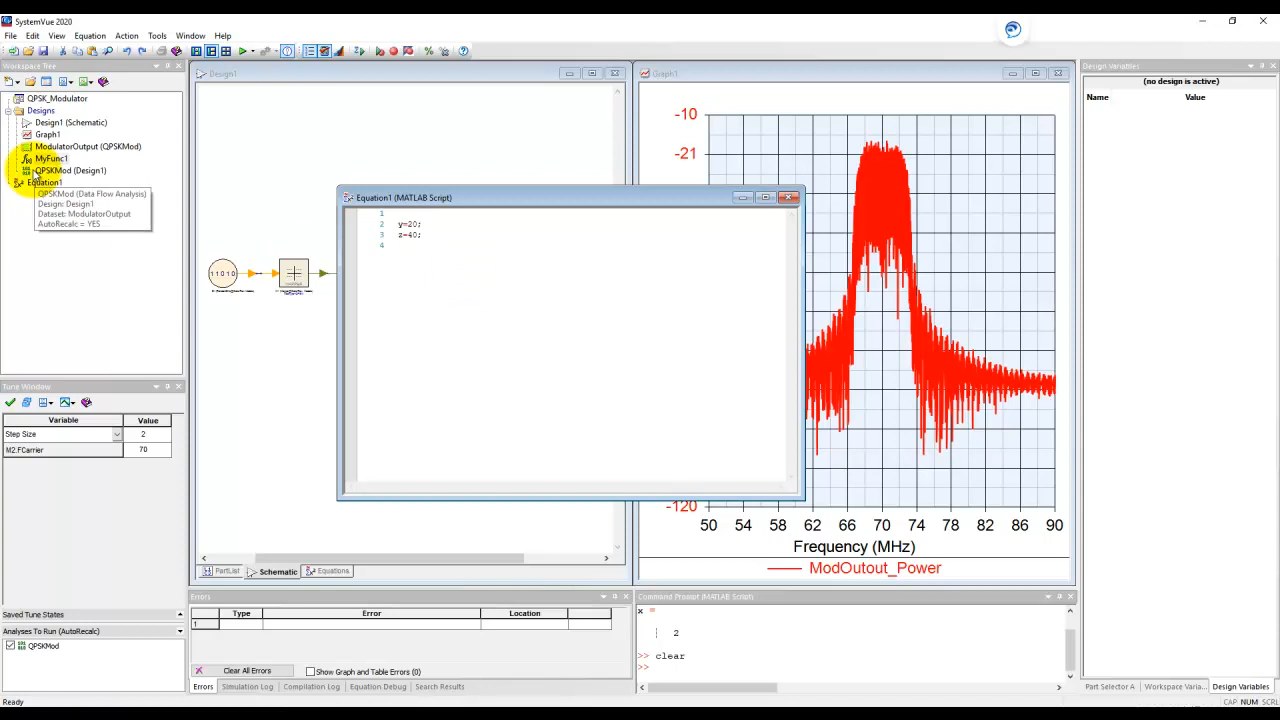 SystemVue 2020
File Edit View Equation Action Tools Window Help
Workspace Tree
QPSK_Modulator
Designs
Design1 (Schematic)
Graph1
ModulatorOutput (QPSKMod)
MyFunc1
QPSKMod (Design1)
Equation1
QPSKMod (Data Flow Analysis)
Design: Design1
Dataset: ModulatorOutput
AutoRecalc = YES
Tune Window
Variable Value
Step Size 2
M2.FCarrier 70
Saved Tune States
Analyses To Run (AutoRecalc)
QPSKMod
Ready
Design1
11010
PartList Schematic Equations
Equation1 (MATLAB Script)
1
2 y=20;
3 z=40;
4
Graph1
-10
-21
-120
50 54 58 62 66 70 74 78 82 86 90
Frequency (MHz)
ModOutout_Power
Errors
Type Error Location
1
Clear All Errors Show Graph and Table Errors (0)
Errors Simulation Log Compilation Log Equation Debug Search Results
Command Prompt (MATLAB Script)
x =
2
>> clear
>>
Design Variables
(no design is active)
Name Value
Part Selector A Workspace Varia... Design Variables
CAP NUM SCRL